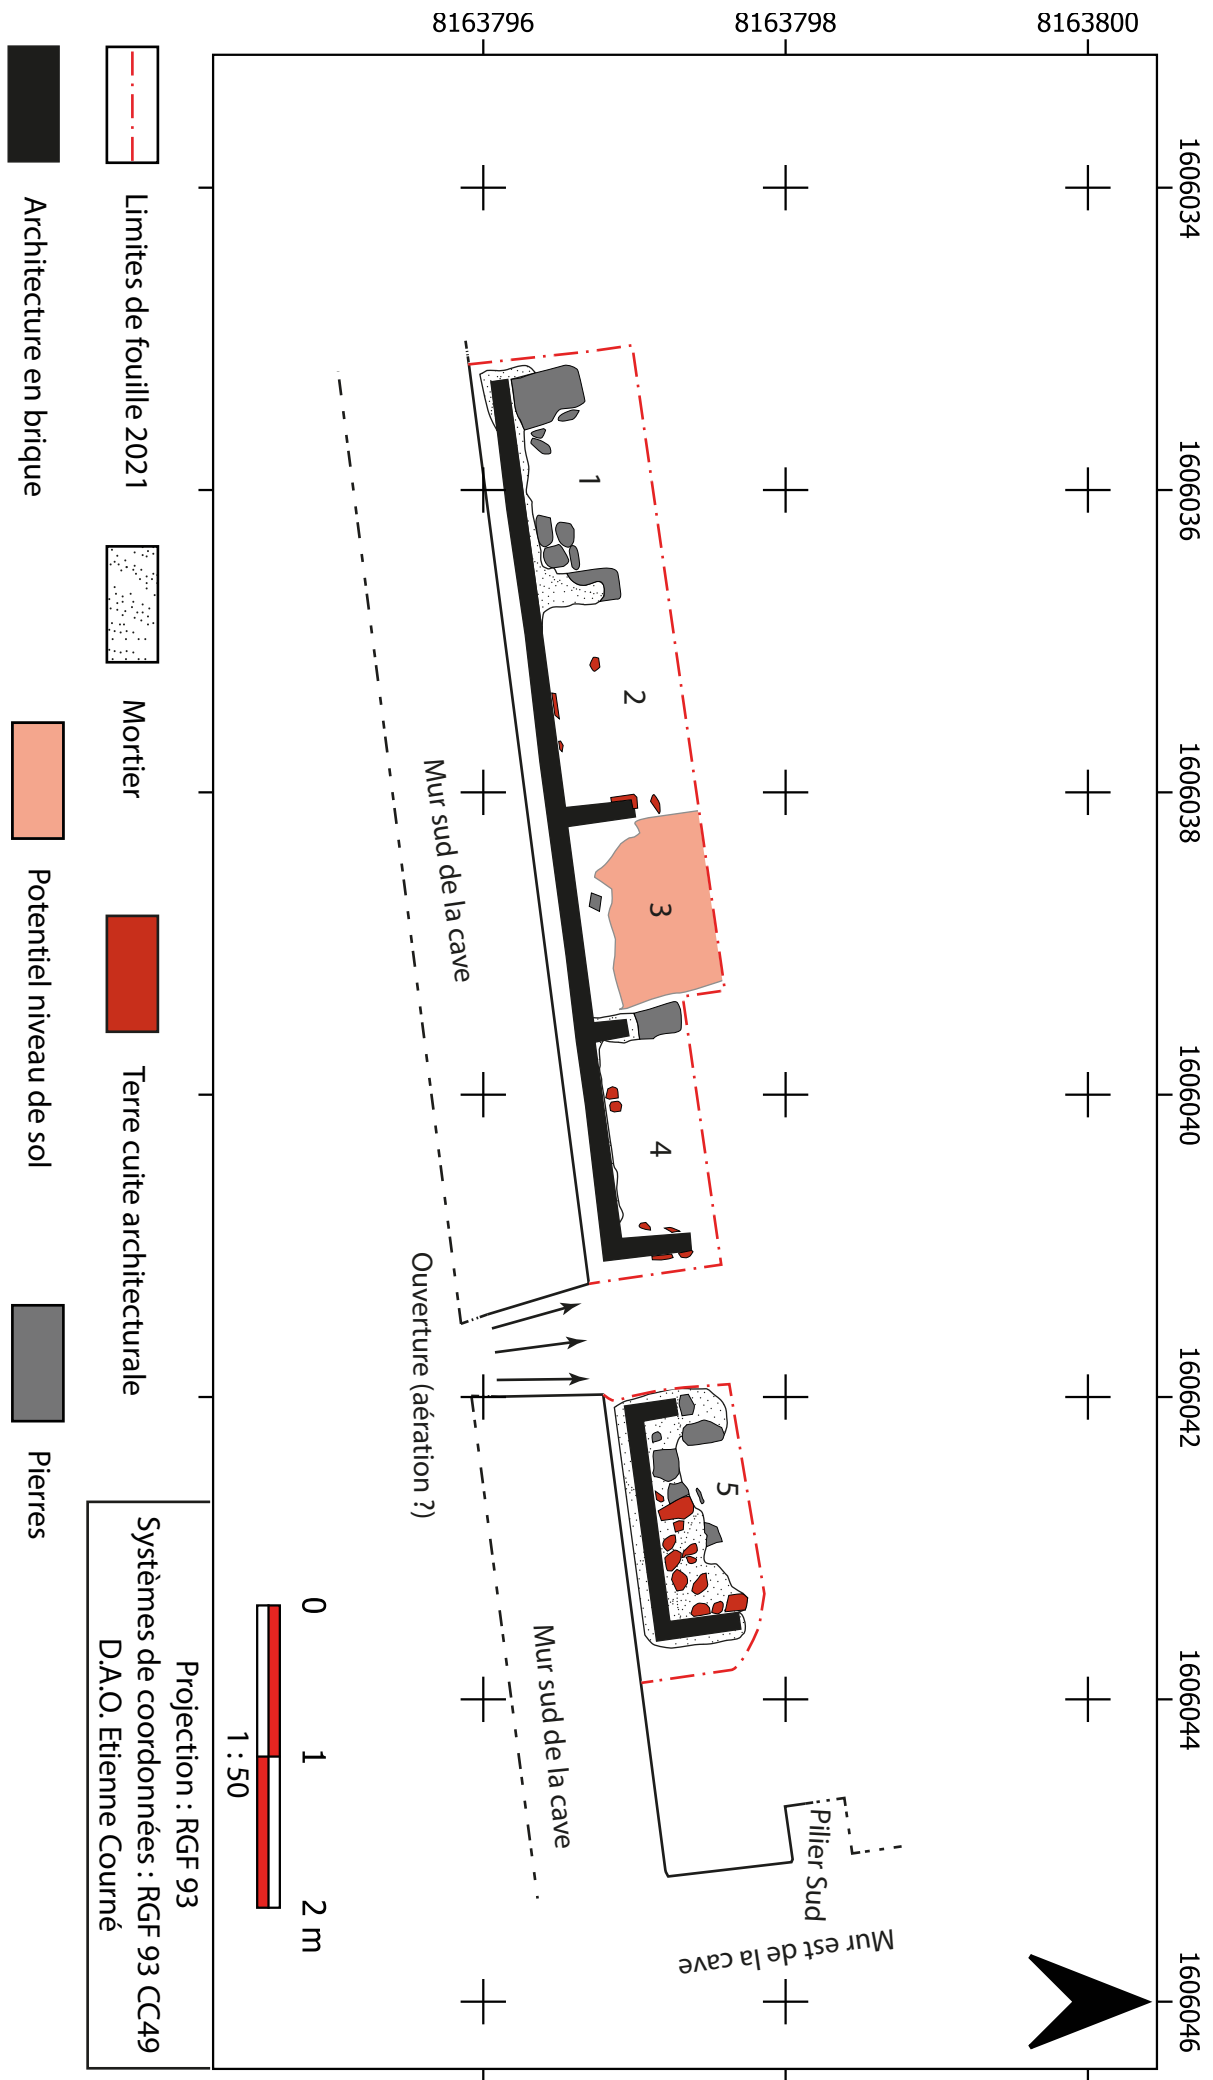 1606034
1606036
1606038
1606040
1606042
1606044
1606046
8163800
8163798
8163796
1
2
3
4
5
Mur sud de la cave
Ouverture (aération ?)
Mur sud de la cave
Pilier Sud
Mur est de la cave
0
1
2 m
1 : 50
Projection : RGF 93
Systèmes de coordonnées : RGF 93 CC49
D.A.O. Etienne Courné
Limites de fouille 2021
Mortier
Terre cuite architecturale
Pierres
Architecture en brique
Potentiel niveau de sol